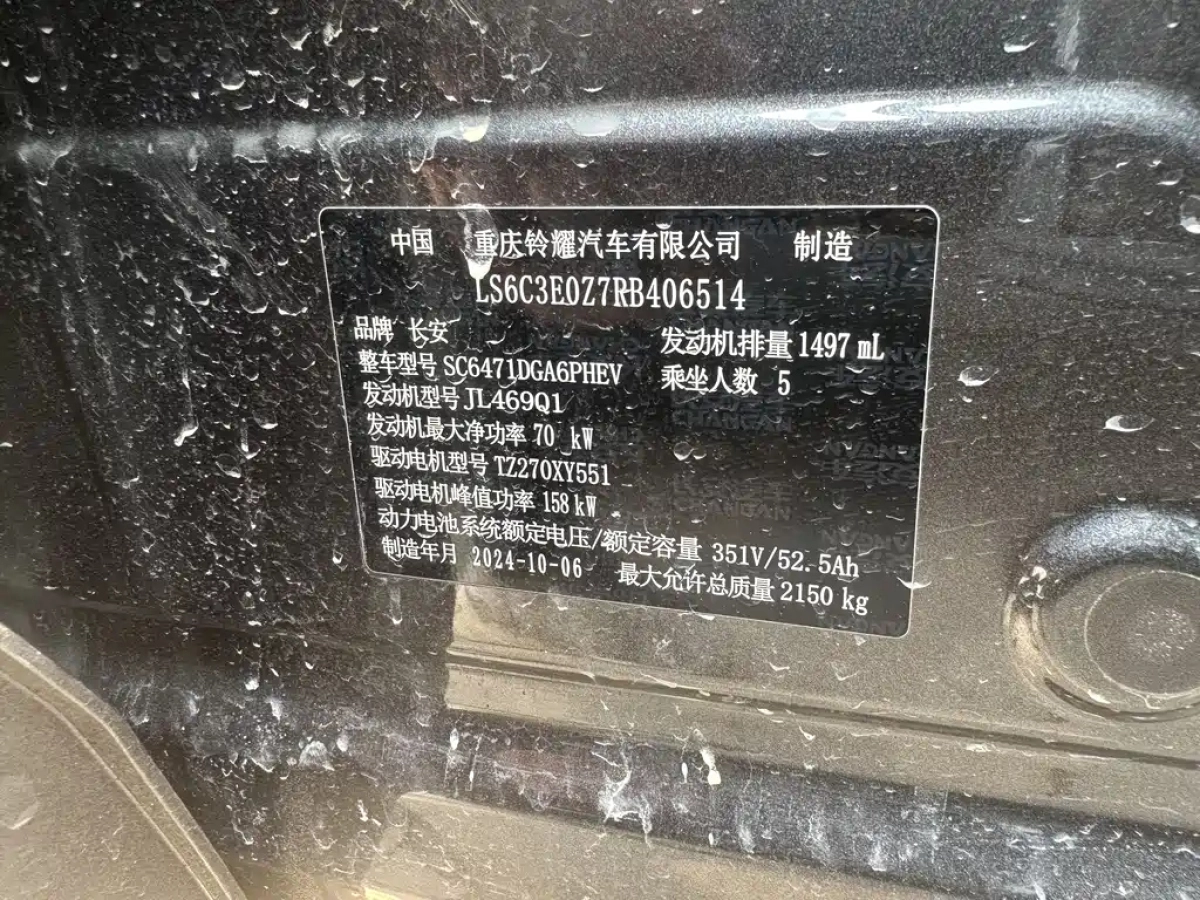 中国 重庆铃耀汽车有限公司 制造
LS6C3E0Z7RB406514
品牌 长安
发动机排量 1497 mL
整车型号 SC6471DGA6PHEV
乘坐人数 5
发动机型号 JL469Q1
发动机最大净功率 70 kW
驱动电机型号 TZ270XY551
驱动电机峰值功率 158 kW
动力电池系统额定电压/额定容量 351V/52.5Ah
制造年月 2024-10-06 最大允许总质量 2150 kg